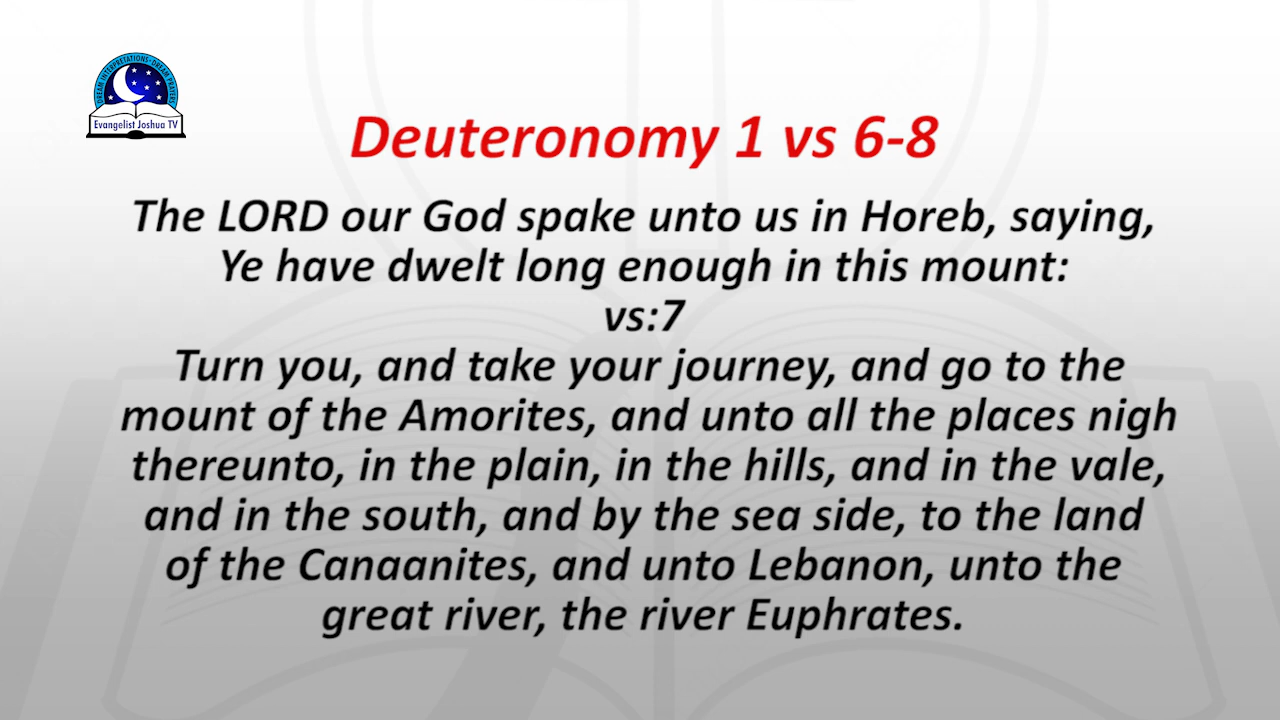 DREAM INTERPRETATIONS - DREAM PRAYERS
Evangelist Joshua TV
Deuteronomy 1 vs 6-8
The LORD our God spake unto us in Horeb, saying,
Ye have dwelt long enough in this mount:
vs:7
Turn you, and take your journey, and go to the
mount of the Amorites, and unto all the places nigh
thereunto, in the plain, in the hills, and in the vale,
and in the south, and by the sea side, to the land
of the Canaanites, and unto Lebanon, unto the
great river, the river Euphrates.